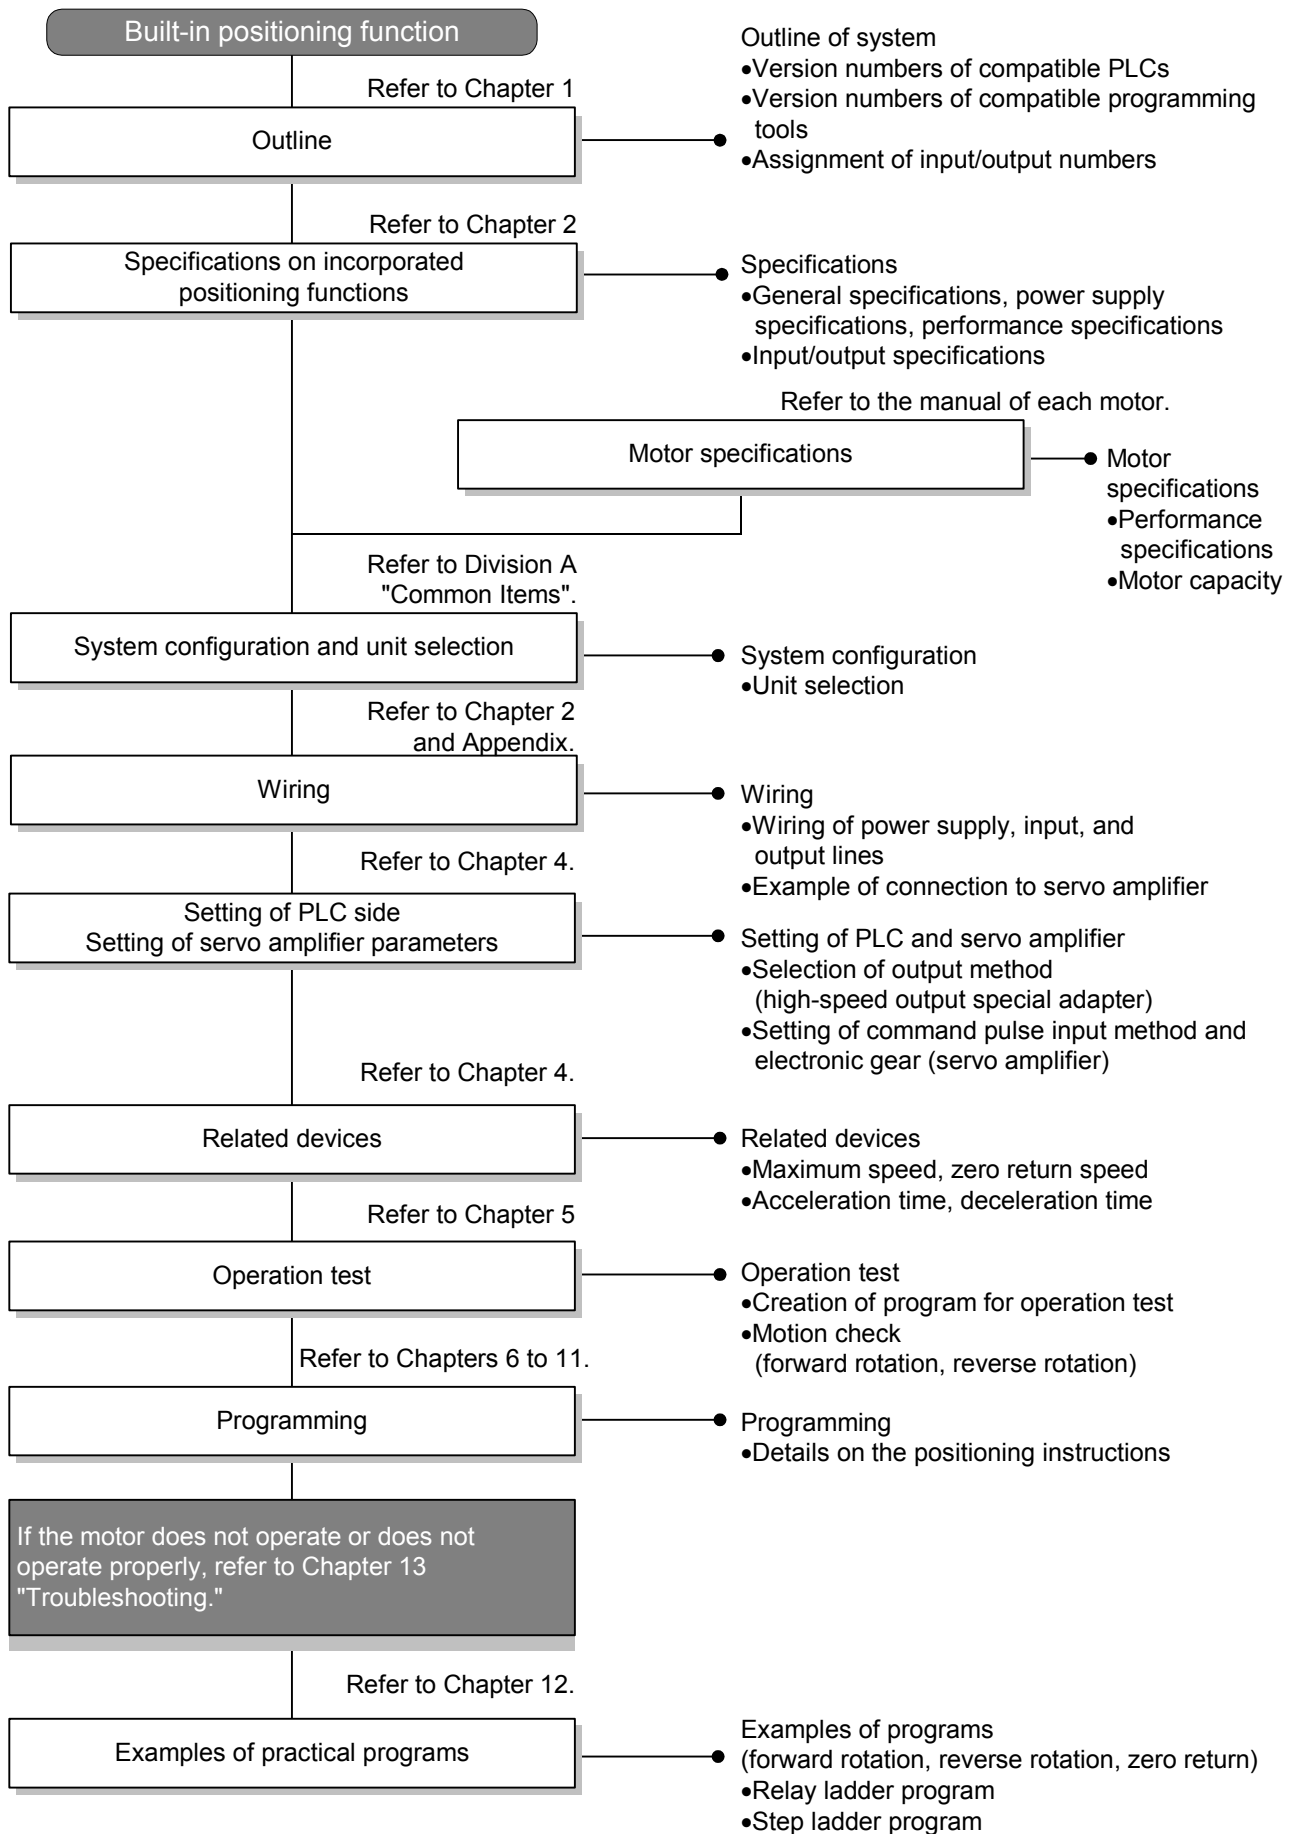 Built-in positioning function
Refer to Chapter 1
Outline
Outline of system
•Version numbers of compatible PLCs
•Version numbers of compatible programming
tools
•Assignment of input/output numbers
Refer to Chapter 2
Specifications on incorporated
positioning functions
Specifications
•General specifications, power supply
specifications, performance specifications
•Input/output specifications
Refer to the manual of each motor.
Motor specifications
Motor
specifications
•Performance
specifications
•Motor capacity
Refer to Division A
"Common Items".
System configuration and unit selection
System configuration
•Unit selection
Refer to Chapter 2
and Appendix.
Wiring
Wiring
•Wiring of power supply, input, and
output lines
•Example of connection to servo amplifier
Refer to Chapter 4.
Setting of PLC side
Setting of servo amplifier parameters
Setting of PLC and servo amplifier
•Selection of output method
(high-speed output special adapter)
•Setting of command pulse input method and
electronic gear (servo amplifier)
Refer to Chapter 4.
Related devices
Related devices
•Maximum speed, zero return speed
•Acceleration time, deceleration time
Refer to Chapter 5
Operation test
Operation test
•Creation of program for operation test
•Motion check
(forward rotation, reverse rotation)
Refer to Chapters 6 to 11.
Programming
Programming
•Details on the positioning instructions
If the motor does not operate or does not
operate properly, refer to Chapter 13
"Troubleshooting."
Refer to Chapter 12.
Examples of practical programs
Examples of programs
(forward rotation, reverse rotation, zero return)
•Relay ladder program
•Step ladder program